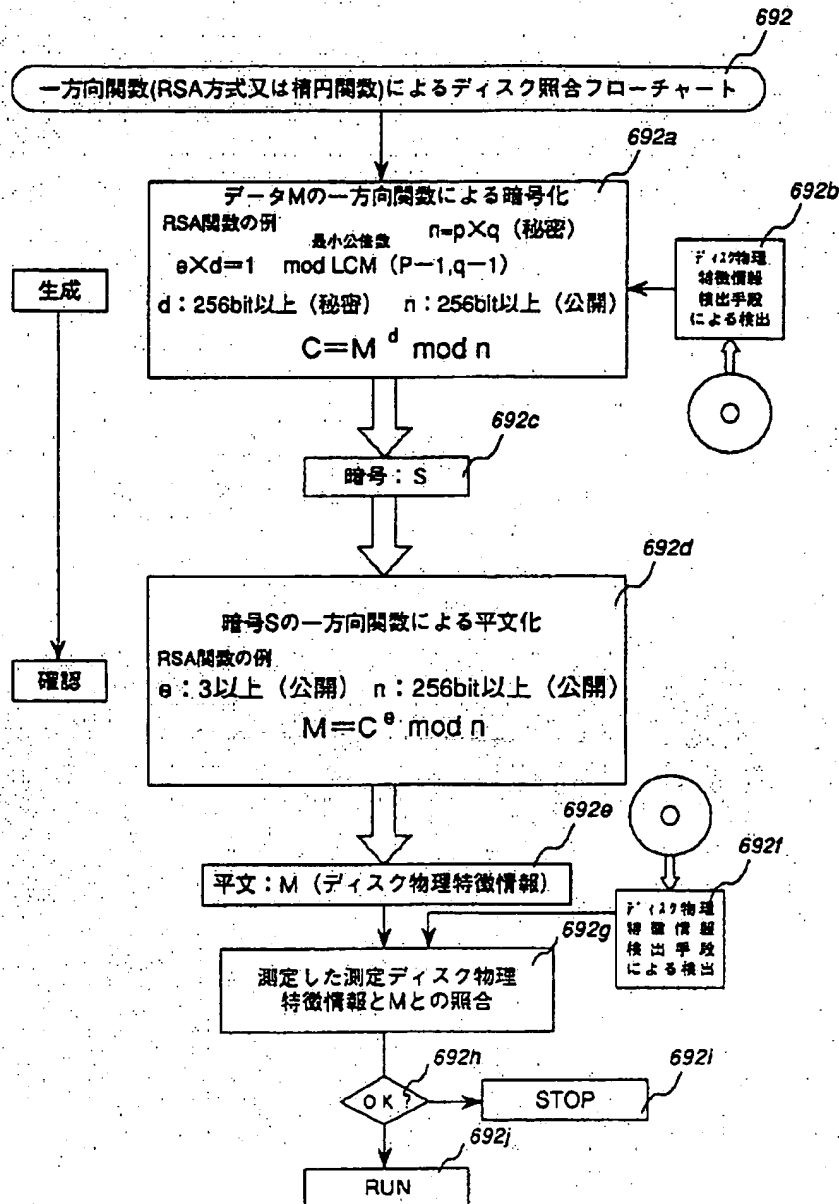 692
一方向関数(RSA方式又は楕円関数)によるディスク照合フローチャート
692a
データMの一方向関数による暗号化
RSA関数の例
n=p×q (秘密)
最小公倍数
e×d=1 mod LCM (P-1,q-1)
d：256bit以上 (秘密) n：256bit以上 (公開)
C=M^d mod n
692b
ディスク物理
特徴情報
検出手段
による検出
生成
692c
暗号：S
692d
暗号Sの一方向関数による平文化
RSA関数の例
e：3以上 (公開) n：256bit以上 (公開)
M=C^e mod n
確認
692e
平文：M (ディスク物理特徴情報)
692f
ディスク物理
特徴情報
検出手段
による検出
692g
測定した測定ディスク物理
特徴情報とMとの照合
692h
OK?
692i
STOP
692j
RUN